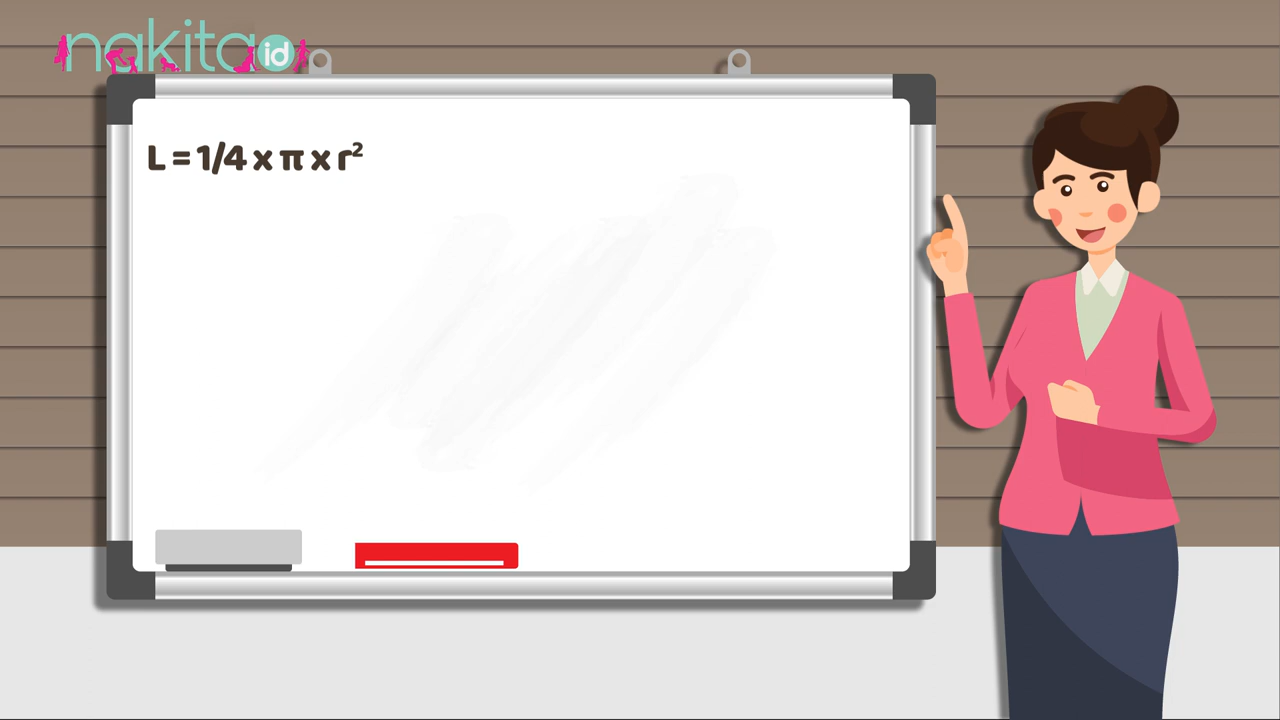 nakita id
L = 1/4 x π x r²